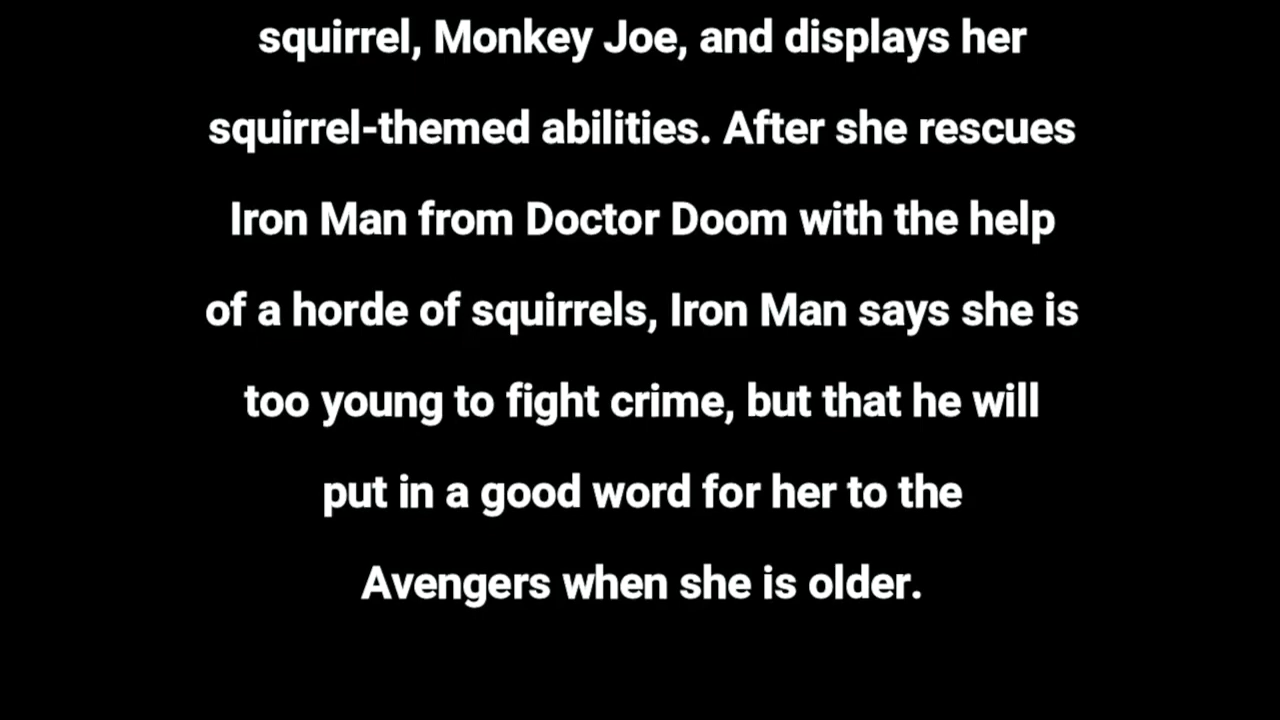 squirrel, Monkey Joe, and displays her
squirrel-themed abilities. After she rescues
Iron Man from Doctor Doom with the help
of a horde of squirrels, Iron Man says she is
too young to fight crime, but that he will
put in a good word for her to the
Avengers when she is older.